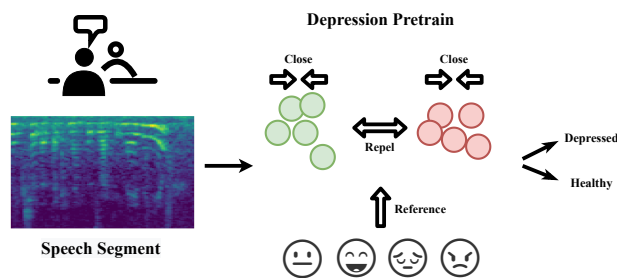 Depression Pretrain
Close
Close
Repel
Depressed
Healthy
Reference
Speech Segment